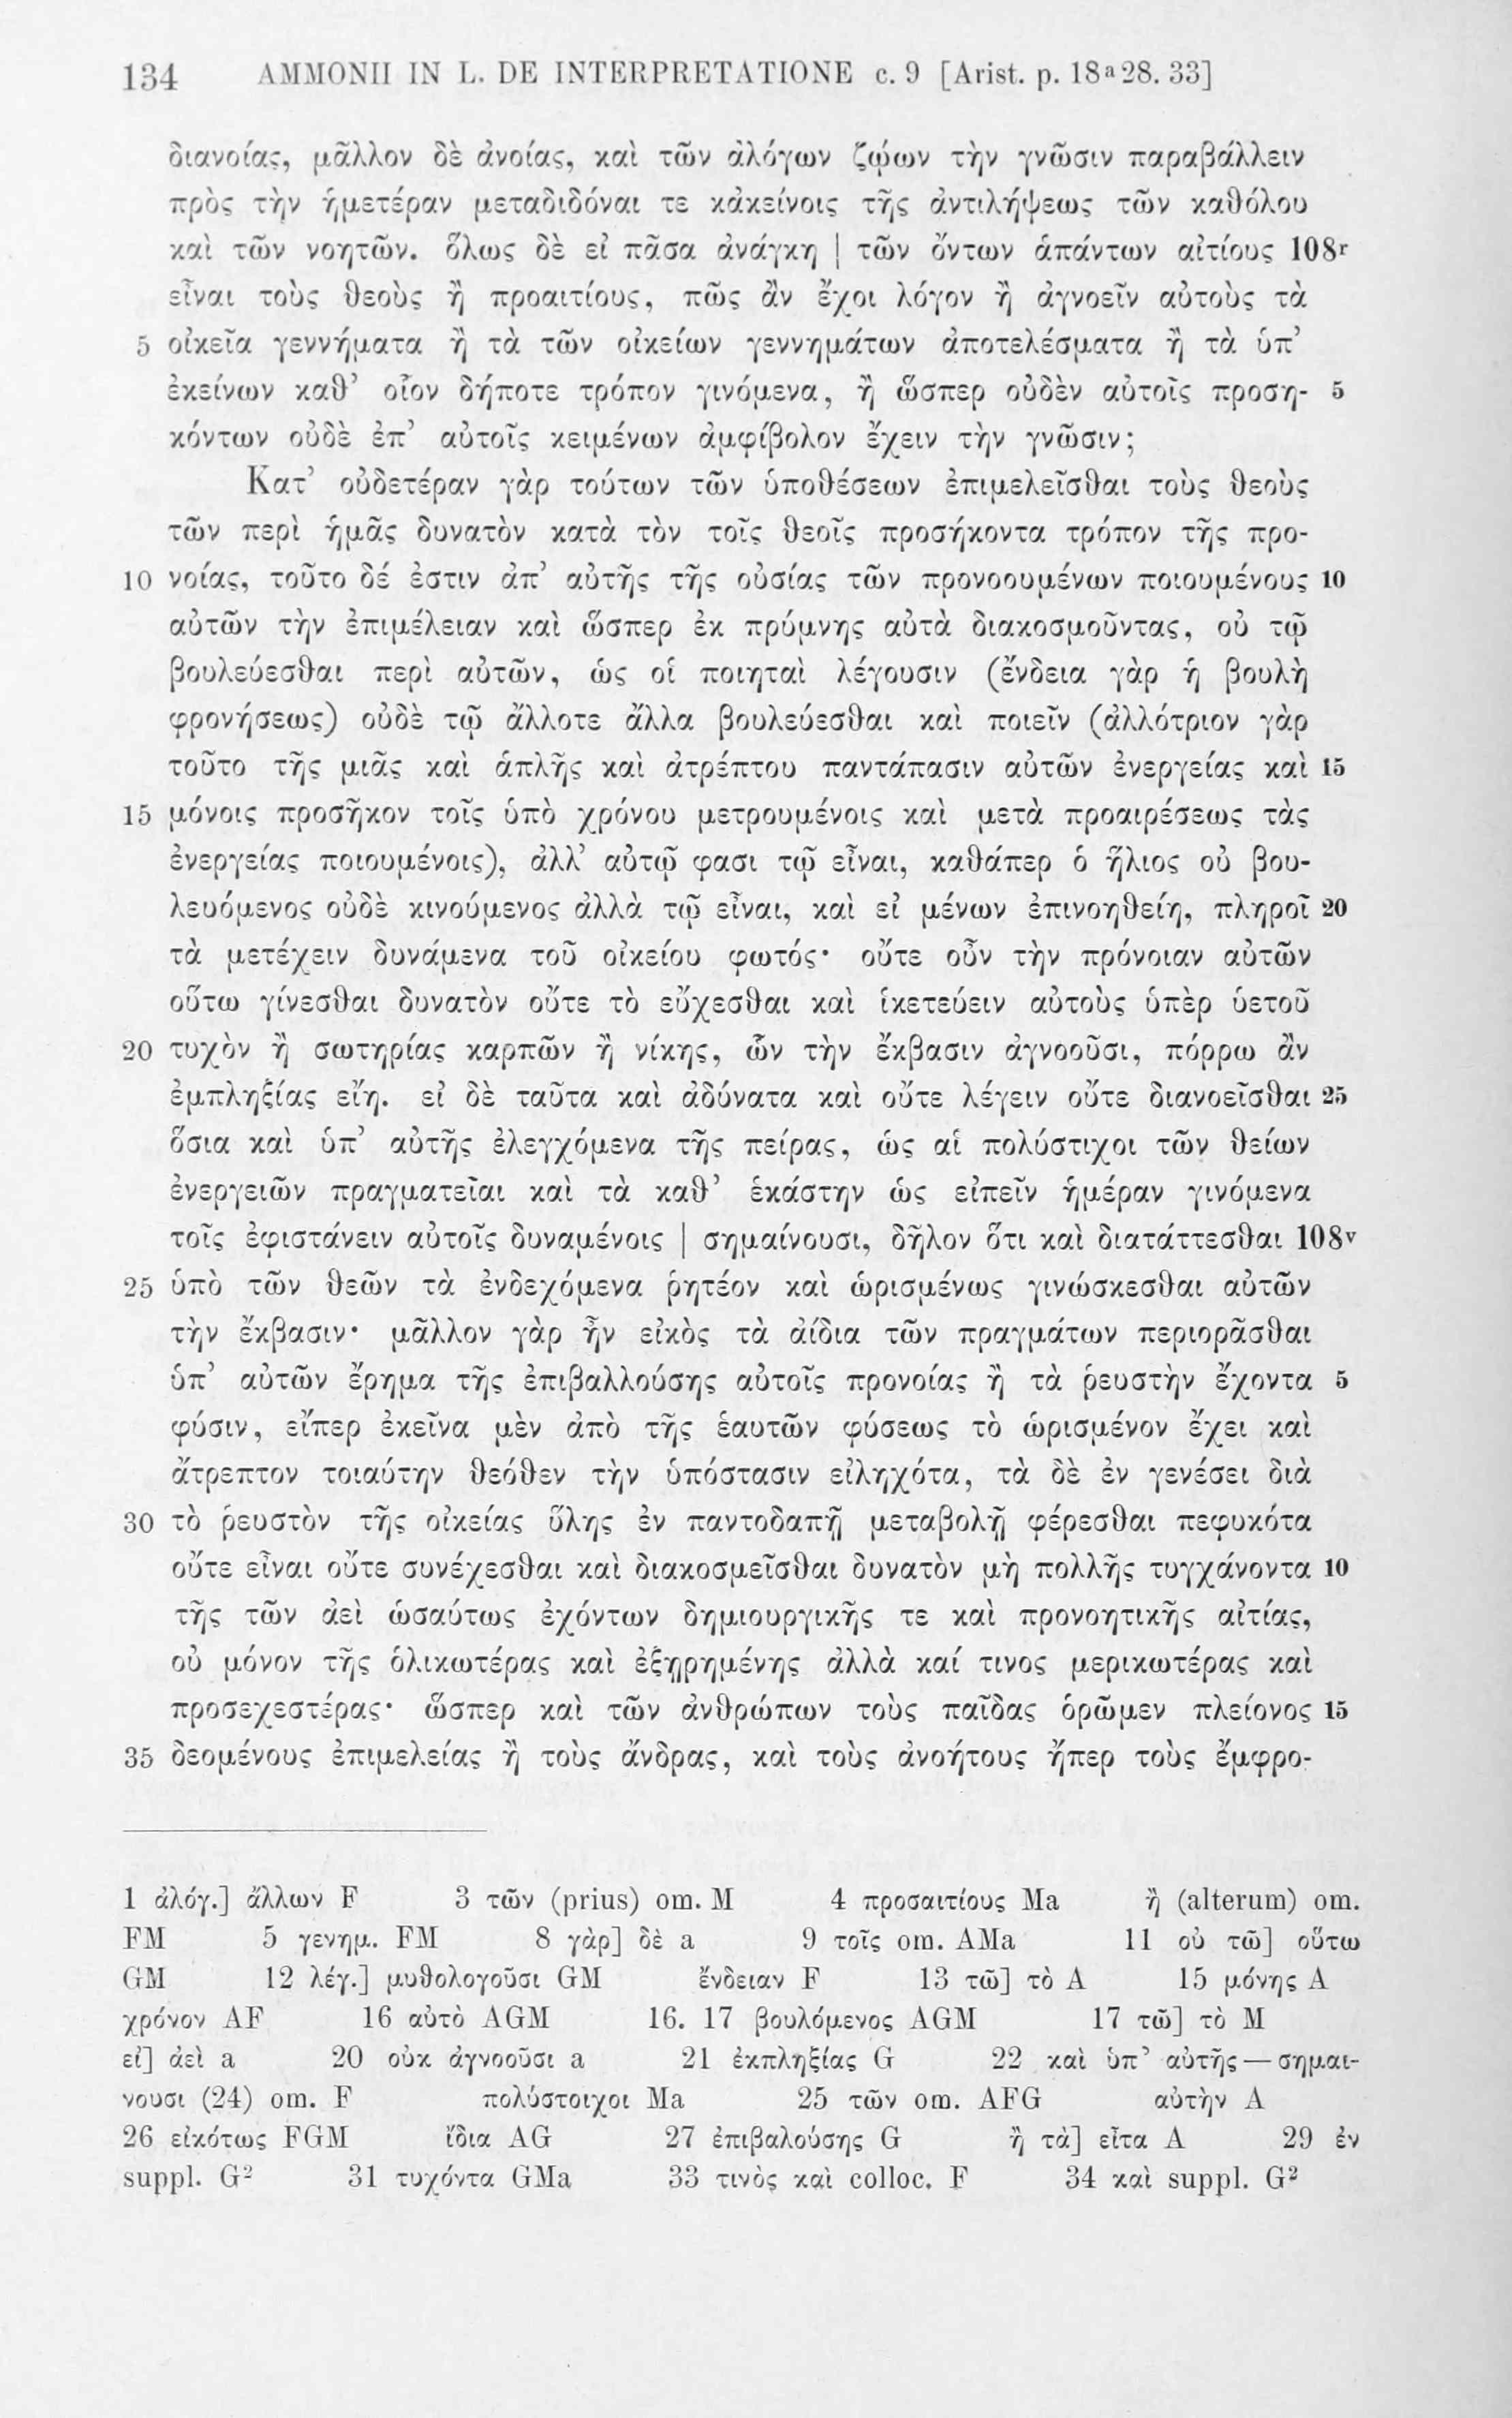 134 AMMONII IN L. DE INTERPRETATIONE c. 9 [Arist. p. 18ᵃ28. 33]
διανοίας, μᾶλλον δὲ ἀνοίας, καὶ τῶν ἀλόγων ζῴων τὴν γνῶσιν παραβάλλειν
πρὸς τὴν ἡμετέραν μεταδιδόναι τε κἀκείνοις τῆς ἀντιλήψεως τῶν καθόλου
καὶ τῶν νοητῶν. ὅλως δὲ εἰ πᾶσα ἀνάγκη | τῶν ὄντων ἁπάντων αἰτίους 108ʳ
εἶναι τοὺς θεοὺς ἢ προαιτίους, πῶς ἂν ἔχοι λόγον ἢ ἀγνοεῖν αὐτοὺς τὰ
5 οἰκεῖα γεννήματα ἢ τὰ τῶν οἰκείων γεννημάτων ἀποτελέσματα ἢ τὰ ὑπ’
ἐκείνων καθ’ οἷον δήποτε τρόπον γινόμενα, ἢ ὥσπερ οὐδὲν αὐτοῖς προση- 5
κόντων οὐδὲ ἐπ’ αὐτοῖς κειμένων ἀμφίβολον ἔχειν τὴν γνῶσιν;
Κατ’ οὐδετέραν γὰρ τούτων τῶν ὑποθέσεων ἐπιμελεῖσθαι τοὺς θεοὺς
τῶν περὶ ἡμᾶς δυνατὸν κατὰ τὸν τοῖς θεοῖς προσήκοντα τρόπον τῆς προ-
10 νοίας, τοῦτο δέ ἐστιν ἀπ’ αὐτῆς τῆς οὐσίας τῶν προνοουμένων ποιουμένους 10
αὐτῶν τὴν ἐπιμέλειαν καὶ ὥσπερ ἐκ πρύμνης αὐτὰ διακοσμοῦντας, οὐ τῷ
βουλεύεσθαι περὶ αὐτῶν, ὡς οἱ ποιηταὶ λέγουσιν (ἔνδεια γὰρ ἡ βουλὴ
φρονήσεως) οὐδὲ τῷ ἄλλοτε ἄλλα βουλεύεσθαι καὶ ποιεῖν (ἀλλότριον γὰρ
τοῦτο τῆς μιᾶς καὶ ἁπλῆς καὶ ἀτρέπτου παντάπασιν αὐτῶν ἐνεργείας καὶ 15
15 μόνοις προσῆκον τοῖς ὑπὸ χρόνου μετρουμένοις καὶ μετὰ προαιρέσεως τὰς
ἐνεργείας ποιουμένοις), ἀλλ’ αὐτῷ φασι τῷ εἶναι, καθάπερ ὁ ἥλιος οὐ βου-
λευόμενος οὐδὲ κινούμενος ἀλλὰ τῷ εἶναι, καὶ εἰ μένων ἐπινοηθείη, πληροῖ 20
τὰ μετέχειν δυνάμενα τοῦ οἰκείου φωτός· οὔτε οὖν τὴν πρόνοιαν αὐτῶν
οὕτω γίνεσθαι δυνατὸν οὔτε τὸ εὔχεσθαι καὶ ἱκετεύειν αὐτοὺς ὑπὲρ ὑετοῦ
20 τυχὸν ἢ σωτηρίας καρπῶν ἢ νίκης, ὧν τὴν ἔκβασιν ἀγνοοῦσι, πόρρω ἂν
ἐμπληξίας εἴη. εἰ δὲ ταῦτα καὶ ἀδύνατα καὶ οὔτε λέγειν οὔτε διανοεῖσθαι 25
ὅσια καὶ ὑπ’ αὐτῆς ἐλεγχόμενα τῆς πείρας, ὡς αἱ πολύστιχοι τῶν θείων
ἐνεργειῶν πραγματεῖαι καὶ τὰ καθ’ ἑκάστην ὡς εἰπεῖν ἡμέραν γινόμενα
τοῖς ἐφιστάνειν αὐτοῖς δυναμένοις | σημαίνουσι, δῆλον ὅτι καὶ διατάττεσθαι 108ᵛ
25 ὑπὸ τῶν θεῶν τὰ ἐνδεχόμενα ῥητέον καὶ ὡρισμένως γινώσκεσθαι αὐτῶν
τὴν ἔκβασιν· μᾶλλον γὰρ ἦν εἰκὸς τὰ ἀίδια τῶν πραγμάτων περιορᾶσθαι
ὑπ’ αὐτῶν ἔρημα τῆς ἐπιβαλλούσης αὐτοῖς προνοίας ἢ τὰ ῥευστὴν ἔχοντα 5
φύσιν, εἴπερ ἐκεῖνα μὲν ἀπὸ τῆς ἑαυτῶν φύσεως τὸ ὡρισμένον ἔχει καὶ
ἄτρεπτον τοιαύτην θεόθεν τὴν ὑπόστασιν εἰληχότα, τὰ δὲ ἐν γενέσει διὰ
30 τὸ ῥευστὸν τῆς οἰκείας ὕλης ἐν παντοδαπῇ μεταβολῇ φέρεσθαι πεφυκότα
οὔτε εἶναι οὔτε συνέχεσθαι καὶ διακοσμεῖσθαι δυνατὸν μὴ πολλῆς τυγχάνοντα 10
τῆς τῶν ἀεὶ ὡσαύτως ἐχόντων δημιουργικῆς τε καὶ προνοητικῆς αἰτίας,
οὐ μόνον τῆς ὁλικωτέρας καὶ ἐξῃρημένης ἀλλὰ καί τινος μερικωτέρας καὶ
προσεχεστέρας· ὥσπερ καὶ τῶν ἀνθρώπων τοὺς παῖδας ὁρῶμεν πλείονος 15
35 δεομένους ἐπιμελείας ἢ τοὺς ἄνδρας, καὶ τοὺς ἀνοήτους ἤπερ τοὺς ἔμφρο-
1 ἀλόγ.] ἄλλων F 3 τῶν (prius) om. M 4 προσαιτίους Ma ἢ (alterum) om.
FM 5 γενημ. FM 8 γὰρ] δὲ a 9 τοῖς om. AMa 11 οὐ τῶ] οὕτω
GM 12 λέγ.] μυθολογοῦσι GM ἔνδειαν F 13 τῶ] τὸ A 15 μόνης A
χρόνον AF 16 αὐτὸ AGM 16. 17 βουλόμενος AGM 17 τῶ] τὸ M
εἰ] ἀεὶ a 20 οὐκ ἀγνοοῦσι a 21 ἐκπληξίας G 22 καὶ ὑπ’ αὐτῆς — σημαί-
νουσι (24) om. F πολύστοιχοι Ma 25 τῶν om. AFG αὐτὴν A
26 εἰκότως FGM ἴδια AG 27 ἐπιβαλούσης G ἢ τὰ] εἶτα A 29 ἐν
suppl. G² 31 τυχόντα GMa 33 τινὸς καὶ colloc. F 34 καὶ suppl. G²